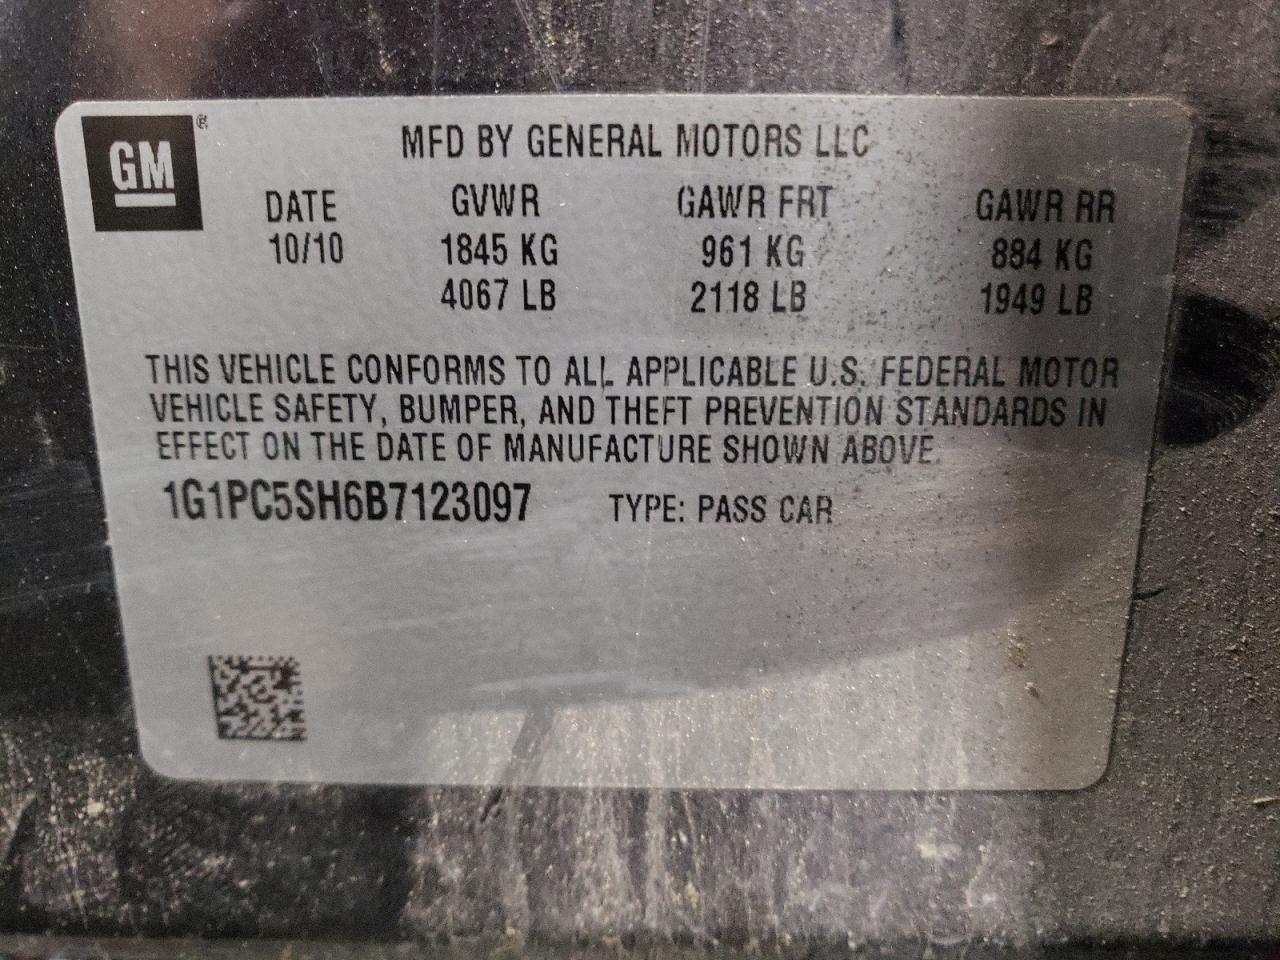 GM ®
MFD BY GENERAL MOTORS LLC
DATE GVWR GAWR FRT GAWR RR
10/10 1845 KG 961 KG 884 KG
4067 LB 2118 LB 1949 LB
THIS VEHICLE CONFORMS TO ALL APPLICABLE U.S. FEDERAL MOTOR
VEHICLE SAFETY, BUMPER, AND THEFT PREVENTION STANDARDS IN
EFFECT ON THE DATE OF MANUFACTURE SHOWN ABOVE.
1G1PC5SH6B7123097 TYPE: PASS CAR